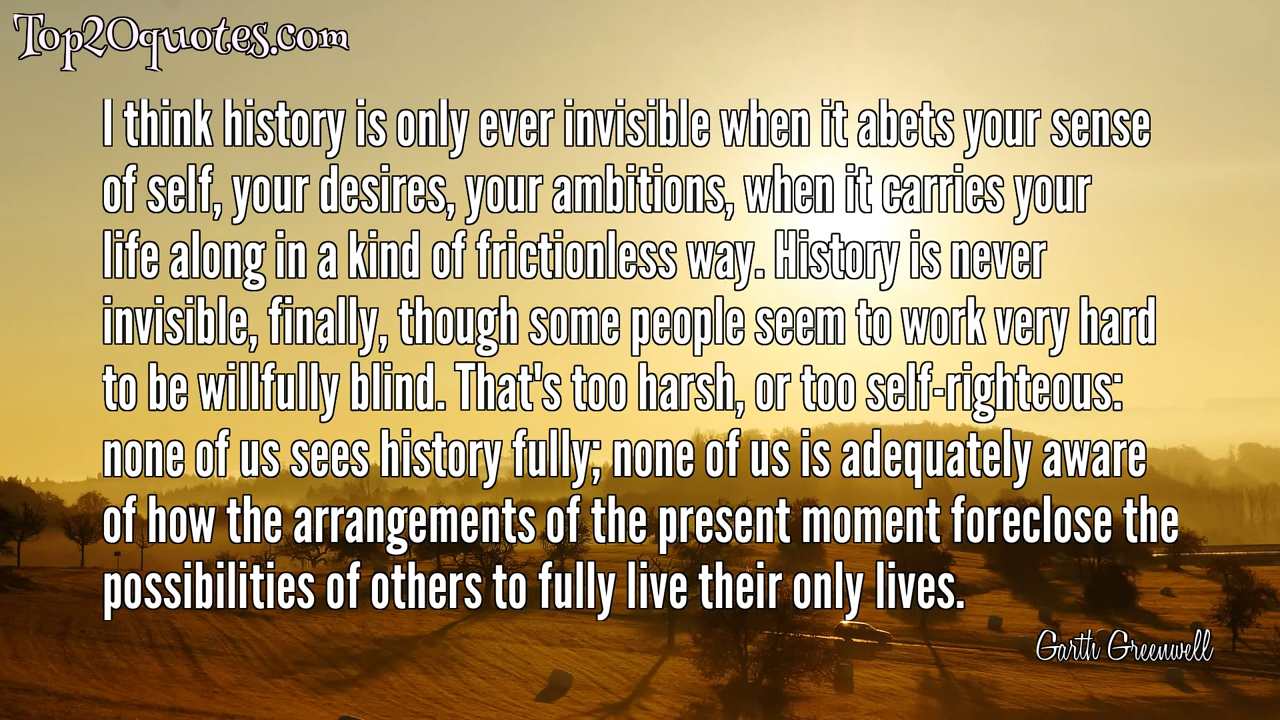 Top20quotes.com
I think history is only ever invisible when it abets your sense
of self, your desires, your ambitions, when it carries your
life along in a kind of frictionless way. History is never
invisible, finally, though some people seem to work very hard
to be willfully blind. That's too harsh, or too self-righteous:
none of us sees history fully; none of us is adequately aware
of how the arrangements of the present moment foreclose the
possibilities of others to fully live their only lives.
Garth Greenwell